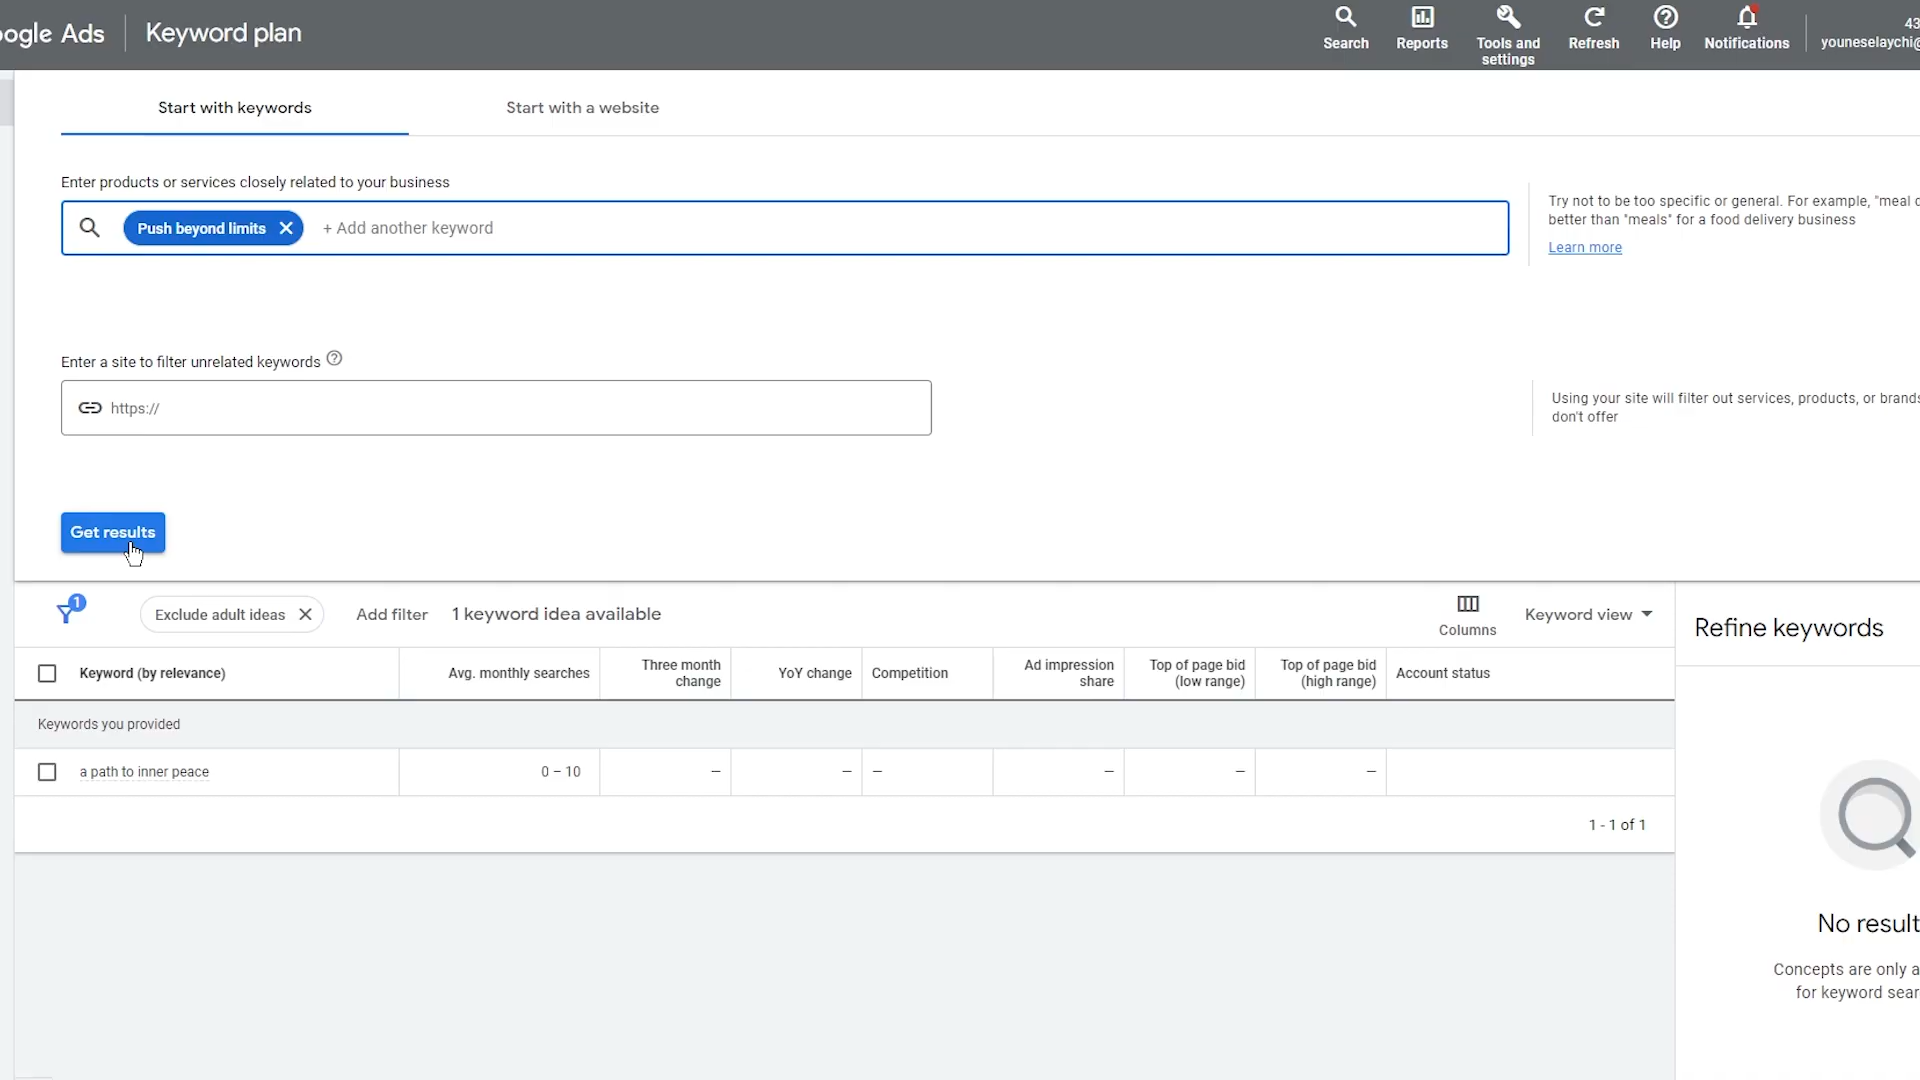 ogle Ads
Keyword plan
Search
Reports
Tools and
settings
Refresh
Help
Notifications
43
youneselaychi@
Start with keywords
Start with a website
Enter products or services closely related to your business
Push beyond limits
+ Add another keyword
Try not to be too specific or general. For example, "meal
better than "meals" for a food delivery business
Learn more
Enter a site to filter unrelated keywords
https://
Using your site will filter out services, products, or brands
don't offer
Get results
1
Exclude adult ideas
Add filter
1 keyword idea available
Columns
Keyword view
Refine keywords
Keyword (by relevance)
Avg. monthly searches
Three month
change
YoY change
Competition
Ad impression
share
Top of page bid
(low range)
Top of page bid
(high range)
Account status
Keywords you provided
a path to inner peace
0 – 10
–
–
–
–
–
–
1 - 1 of 1
No result
Concepts are only a
for keyword sear